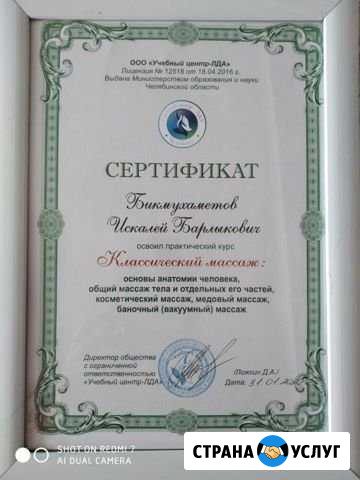 ООО «Учебный центр-ЛДА»
Лицензия № 12618 от 18.04 2016 г.
Выдана Министерством образования и науки
Челябинской области
СЕРТИФИКАТ
Бикмухаметов
Искалей Барлыкович
освоил практический курс
Классический массаж:
основы анатомии человека,
общий массаж тела и отдельных его частей,
косметический массаж, медовый массаж,
баночный (вакуумный) массаж
Директор общества
с ограниченной
ответственностью
«Учебный центр-ЛДА»
Дата: 31.01
SHOT ON REDMI 7
AI DUAL CAMERA
СТРАНА УСЛУГ